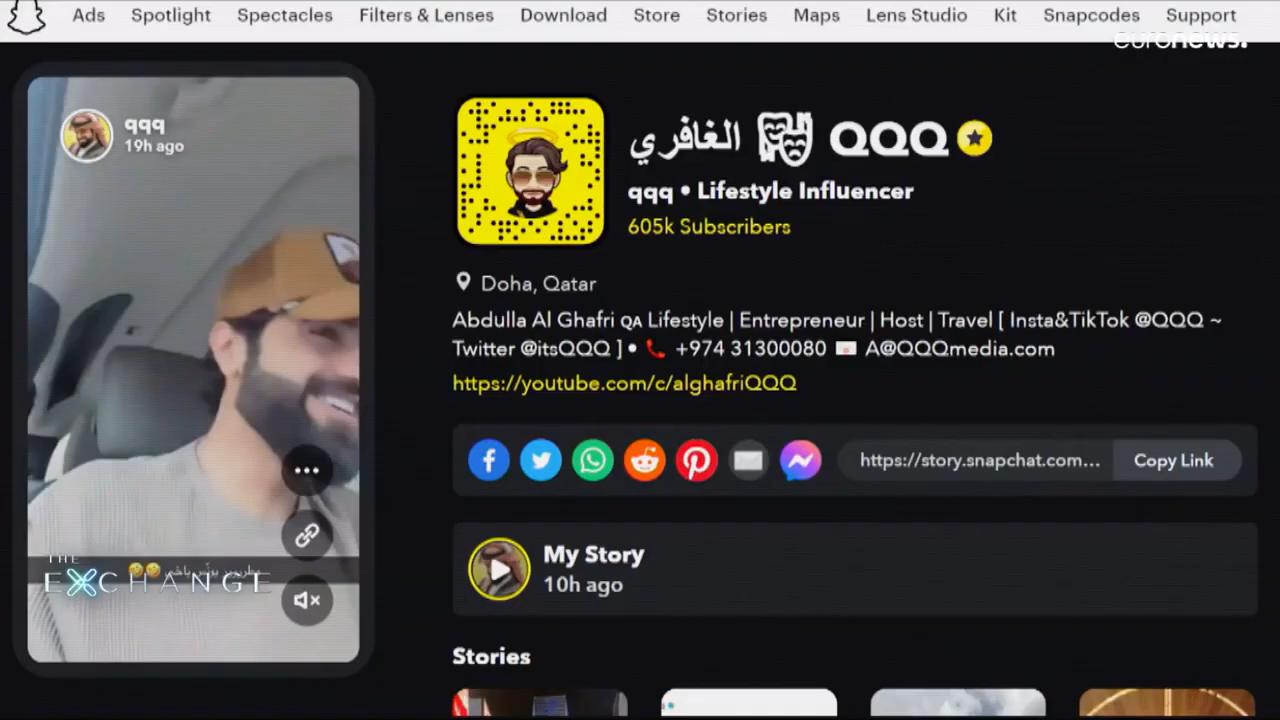 Ads Spotlight Spectacles Filters & Lenses Download Store Stories Maps Lens Studio Kit Snapcodes Support
euronews.
qqq
19h ago
الغافري 🎭 QQQ
qqq • Lifestyle Influencer
605k Subscribers
Doha, Qatar
Abdulla Al Ghafri QA Lifestyle | Entrepreneur | Host | Travel [ Insta&TikTok @QQQ ~
Twitter @itsQQQ ] • 📞 +974 31300080 📧 A@QQQmedia.com
https://youtube.com/c/alghafriQQQ
https://story.snapchat.com... Copy Link
My Story
10h ago
THE
EXCHANGE
Stories